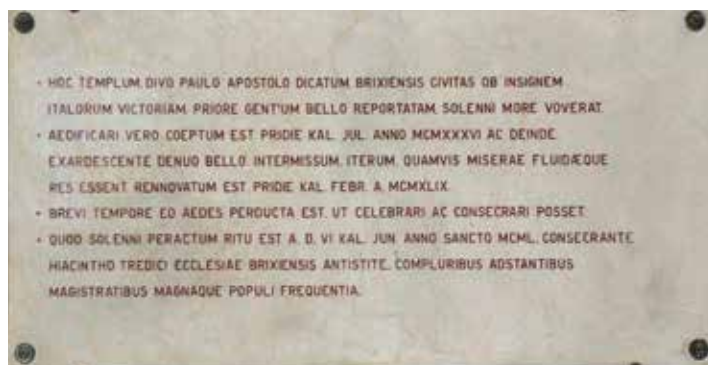 • HOC TEMPLUM DIVO PAULO APOSTOLO DICATUM BRIXIENSIS CIVITAS OB INSIGNEM
ITALORUM VICTORIAM PRIORE GENTIUM BELLO REPORTATAM SOLENNI MORE VOVERAT.
• AEDIFICARI VERO COEPTUM EST PRIDIE KAL. JUL. ANNO MCMXXXVI AC DEINDE
EXARDESCENTE DENUO BELLO INTERMISSUM, ITERUM, QUAMVIS MISERAE FLUIDÆQUE
RES ESSENT, RENNOVATUM EST PRIDIE KAL. FEBR. A. MCMXLIX.
• BREVI TEMPORE EO AEDES PERDUCTA EST, UT CELEBRARI AC CONSECRARI POSSET.
• QUOD SOLENNI PERACTUM RITU EST A. D. VI KAL. JUN. ANNO SANCTO MCML, CONSECRANTE
HIACINTHO TREDICI ECCLESIAE BRIXIENSIS ANTISTITE, COMPLURIBUS ADSTANTIBUS
MAGISTRATIBUS MAGNAQUE POPULI FREQUENTIA.